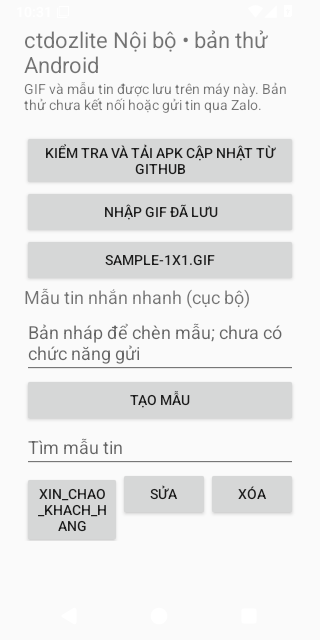 ctdozlite Nội bộ • bản thử
Android
GIF và mẫu tin được lưu trên máy này. Bản
thử chưa kết nối hoặc gửi tin qua Zalo.
KIỂM TRA VÀ TẢI APK CẬP NHẬT TỪ
GITHUB
NHẬP GIF ĐÃ LƯU
SAMPLE-1X1.GIF
Mẫu tin nhắn nhanh (cục bộ)
Bản nháp để chèn mẫu; chưa có
chức năng gửi
TẠO MẪU
Tìm mẫu tin
XIN_CHAO
_KHACH_H
ANG
SỬA
XÓA